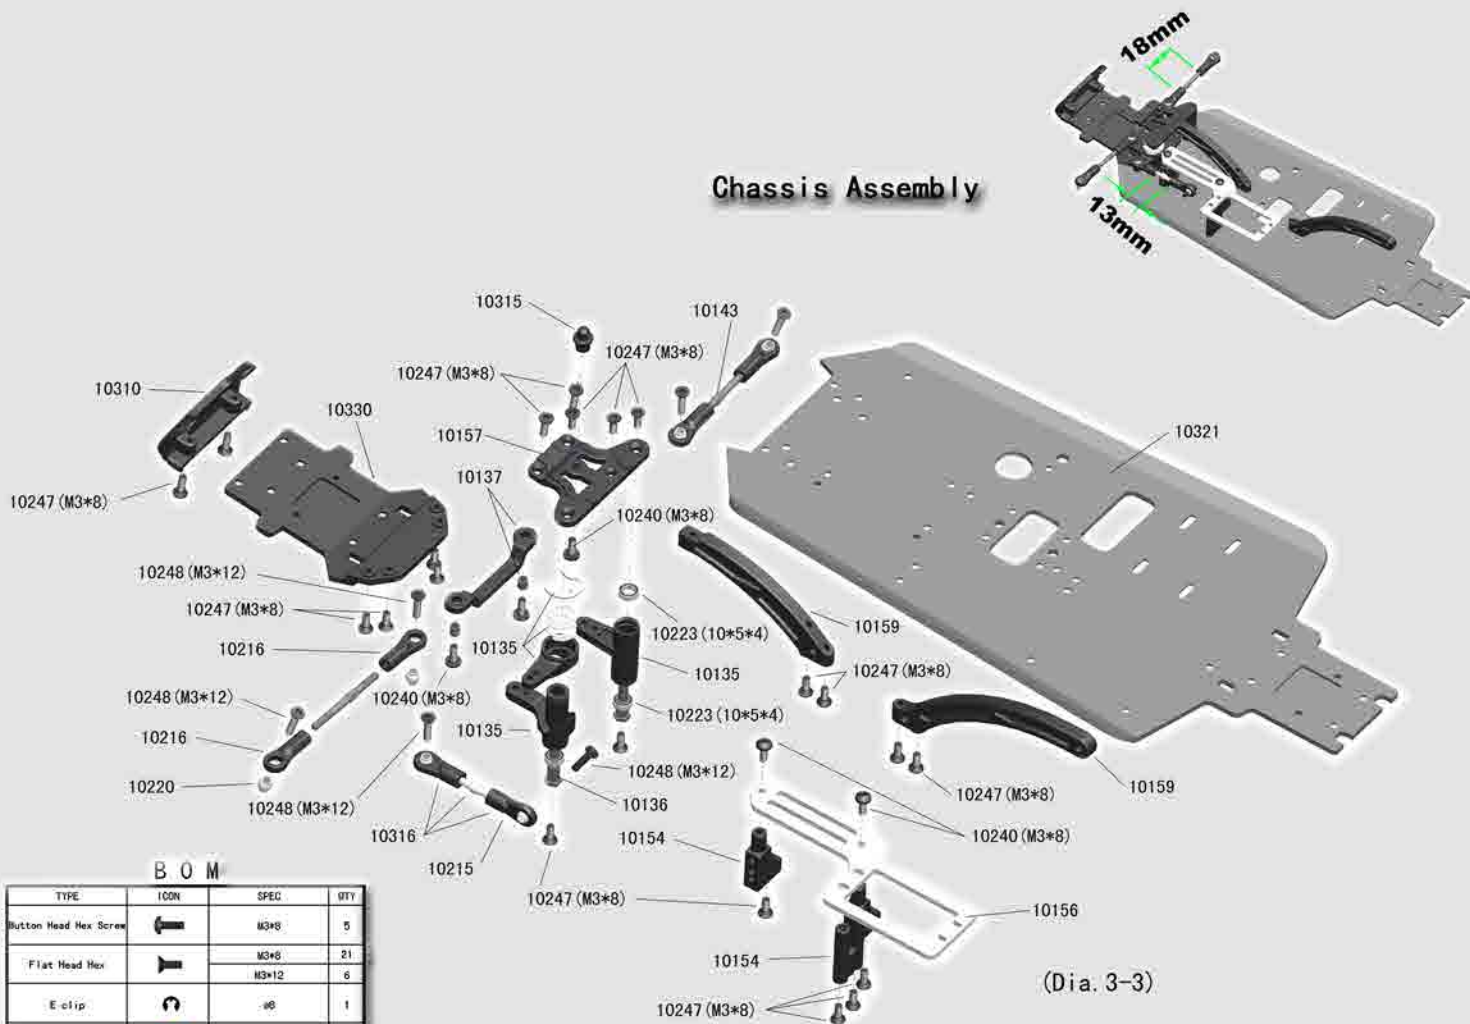 18mm
Chassis Assembly
13mm
10315
10143
10247(M3*8)
10247(M3*8)
10310
10330
10157
10321
10137
10247(M3*8)
10240(M3*8)
10248(M3*12)
10247(M3*8)
10223(10*5*4)
10159
10216
10135
10135
10247(M3*8)
10248(M3*12)
10240(M3*8)
10223(10*5*4)
10216
10135
10248(M3*12)
10220
10248(M3*12)
10136
10247(M3*8)
10159
10316
10240(M3*8)
10154
10215
10247(M3*8)
10156
10154
(Dia.3-3)
10247(M3*8)
BOM
TYPE ICON SPEC QTY
Button Head Hex Screw M3*8 5
Flat Head Hex M3*8 21
M3*12 6
E clip ø8 1